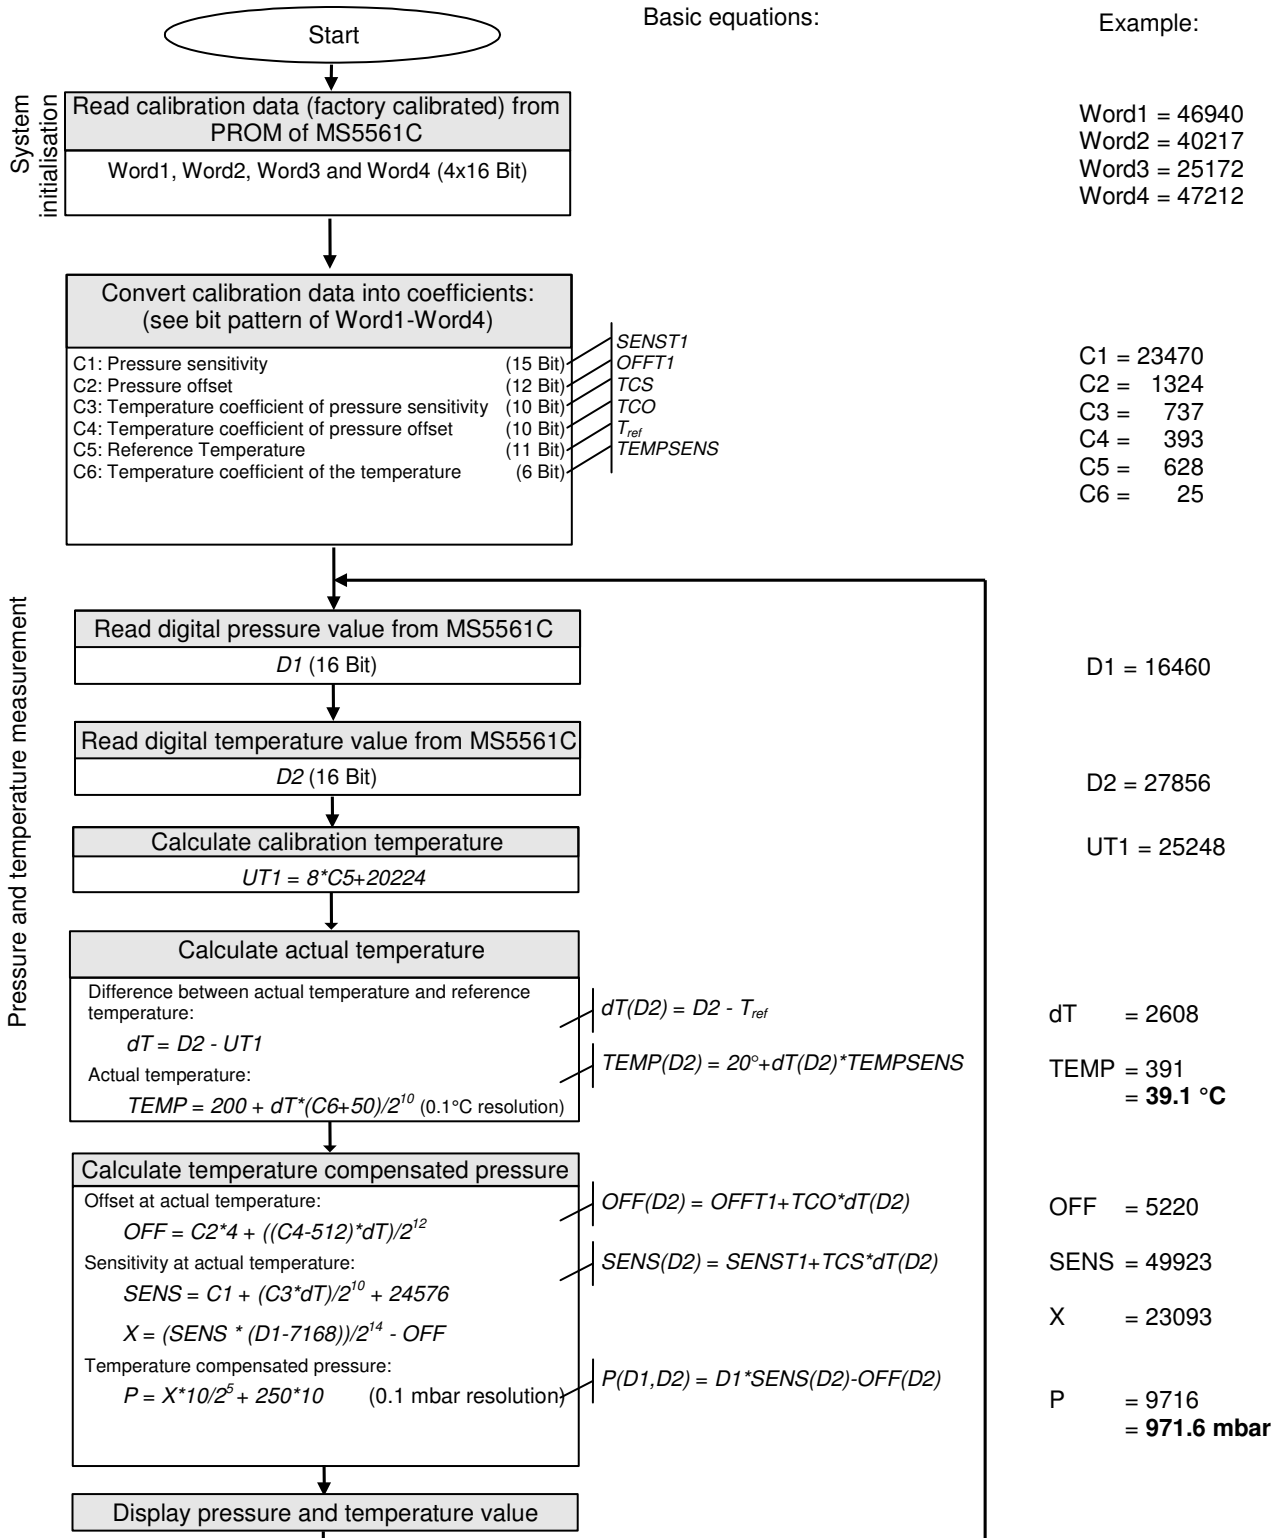 Start
Basic equations:
Example:
System
initialisation
Read calibration data (factory calibrated) from
PROM of MS5561C
Word1, Word2, Word3 and Word4 (4x16 Bit)
Word1 = 46940
Word2 = 40217
Word3 = 25172
Word4 = 47212
Convert calibration data into coefficients:
(see bit pattern of Word1-Word4)
C1: Pressure sensitivity (15 Bit)
C2: Pressure offset (12 Bit)
C3: Temperature coefficient of pressure sensitivity (10 Bit)
C4: Temperature coefficient of pressure offset (10 Bit)
C5: Reference Temperature (11 Bit)
C6: Temperature coefficient of the temperature (6 Bit)
SENST1
OFFT1
TCS
TCO
T_ref
TEMPSENS
C1 = 23470
C2 = 1324
C3 = 737
C4 = 393
C5 = 628
C6 = 25
Pressure and temperature measurement
Read digital pressure value from MS5561C
D1 (16 Bit)
D1 = 16460
Read digital temperature value from MS5561C
D2 (16 Bit)
D2 = 27856
Calculate calibration temperature
UT1 = 8*C5+20224
UT1 = 25248
Calculate actual temperature
Difference between actual temperature and reference
temperature:
dT = D2 - UT1
dT(D2) = D2 - T_ref
dT = 2608
Actual temperature:
TEMP = 200 + dT*(C6+50)/2^10 (0.1°C resolution)
TEMP(D2) = 20°+dT(D2)*TEMPSENS
TEMP = 391
= 39.1 °C
Calculate temperature compensated pressure
Offset at actual temperature:
OFF = C2*4 + ((C4-512)*dT)/2^12
OFF(D2) = OFFT1+TCO*dT(D2)
OFF = 5220
Sensitivity at actual temperature:
SENS = C1 + (C3*dT)/2^10 + 24576
SENS(D2) = SENST1+TCS*dT(D2)
SENS = 49923
X = (SENS * (D1-7168))/2^14 - OFF
X = 23093
Temperature compensated pressure:
P = X*10/2^5 + 250*10 (0.1 mbar resolution)
P(D1,D2) = D1*SENS(D2)-OFF(D2)
P = 9716
= 971.6 mbar
Display pressure and temperature value